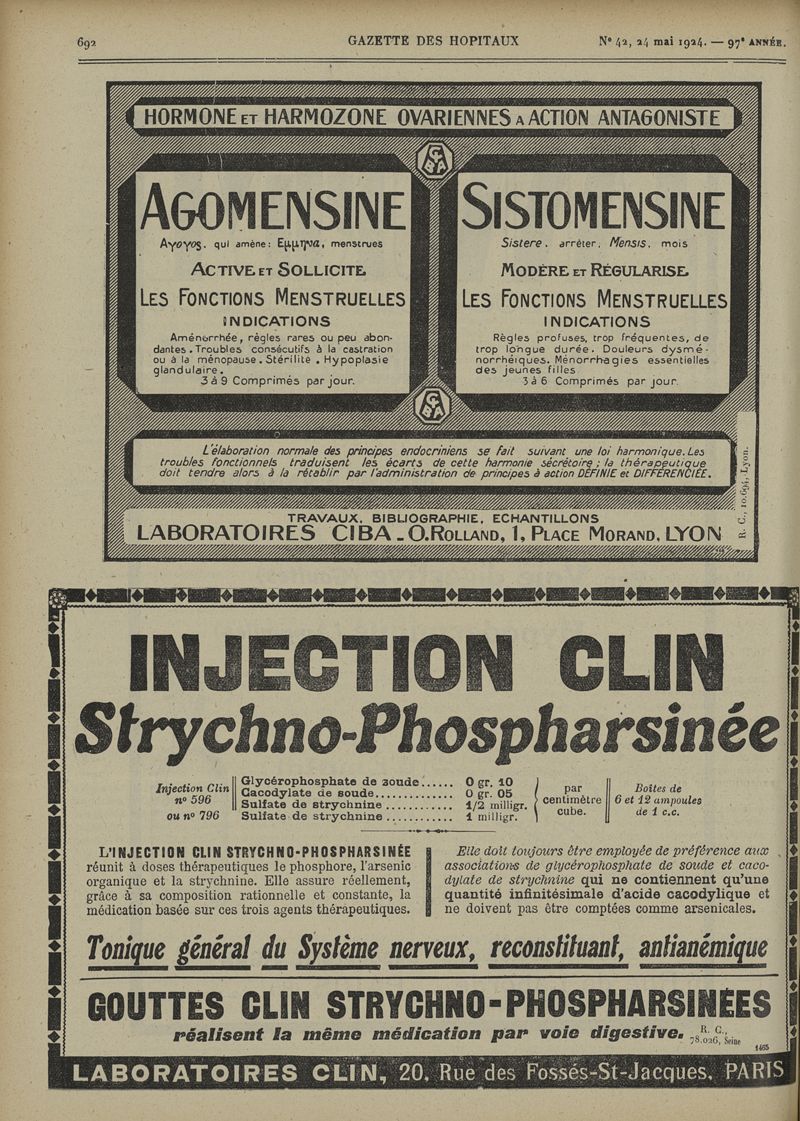 692
GAZETTE DES HOPITAUX
N° 42, 24 mai 1924. — 97e ANNÉE.
HORMONE ET HARMOZONE OVARIENNES A ACTION ANTAGONISTE
CIBA
AGOMENSINE
Αγογος. qui amène: Εμμηνα, menstrues
ACTIVE ET SOLLICITE
LES FONCTIONS MENSTRUELLES
INDICATIONS
Aménorrhée, règles rares ou peu abon-
dantes. Troubles consécutifs à la castration
ou à la ménopause. Stérilité. Hypoplasie
glandulaire.
3 à 9 Comprimés par jour.
SISTOMENSINE
Sistere. arrêter, Mensis, mois
MODÈRE ET RÉGULARISE
LES FONCTIONS MENSTRUELLES
INDICATIONS
Règles profuses, trop fréquentes, de
trop longue durée. Douleurs dysmé-
norrhéiques. Ménorrhagies essentielles
des jeunes filles
3 à 6 Comprimés par jour.
CIBA
L'élaboration normale des principes endocriniens se fait suivant une loi harmonique. Les
troubles fonctionnels traduisent les écarts de cette harmonie sécrétoire; la thérapeutique
doit tendre alors à la rétablir par l'administration de principes à action DÉFINIE et DIFFÉRENCIÉE.
R. C., 10.694, Lyon.
TRAVAUX, BIBLIOGRAPHIE, ECHANTILLONS
LABORATOIRES CIBA _ O. ROLLAND, 1, PLACE MORAND, LYON
INJECTION CLIN
Strychno-Phospharsinée
Injection Clin
n° 596
ou n° 796
Glycérophosphate de soude...... 0 gr. 10
Cacodylate de soude.............. 0 gr. 05
Sulfate de strychnine ............ 1/2 milligr.
Sulfate de strychnine ............ 1 milligr.
par
centimètre
cube.
Boîtes de
6 et 12 ampoules
de 1 c.c.
L'INJECTION CLIN STRYCHNO-PHOSPHARSINÉE
réunit à doses thérapeutiques le phosphore, l'arsenic
organique et la strychnine. Elle assure réellement,
grâce à sa composition rationnelle et constante, la
médication basée sur ces trois agents thérapeutiques.
Elle doit toujours être employée de préférence aux
associations de glycérophosphate de soude et caco-
dylate de strychnine qui ne contiennent qu'une
quantité infinitésimale d'acide cacodylique et
ne doivent pas être comptées comme arsenicales.
Tonique général du Système nerveux, reconstituant, antianémique
GOUTTES CLIN STRYCHNO-PHOSPHARSINÉES
réalisent la même médication par voie digestive.
R. C.,
78.026, Seine
1465
LABORATOIRES CLIN, 20, Rue des Fossés-St-Jacques, PARIS